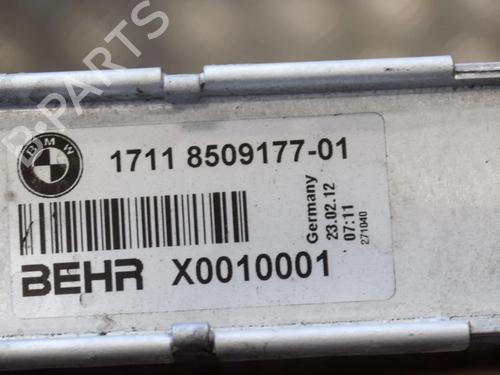 BMW
1711 8509177-01
BEHR X0010001
Germany
23.02.12
07:11
271040
B-PARTS